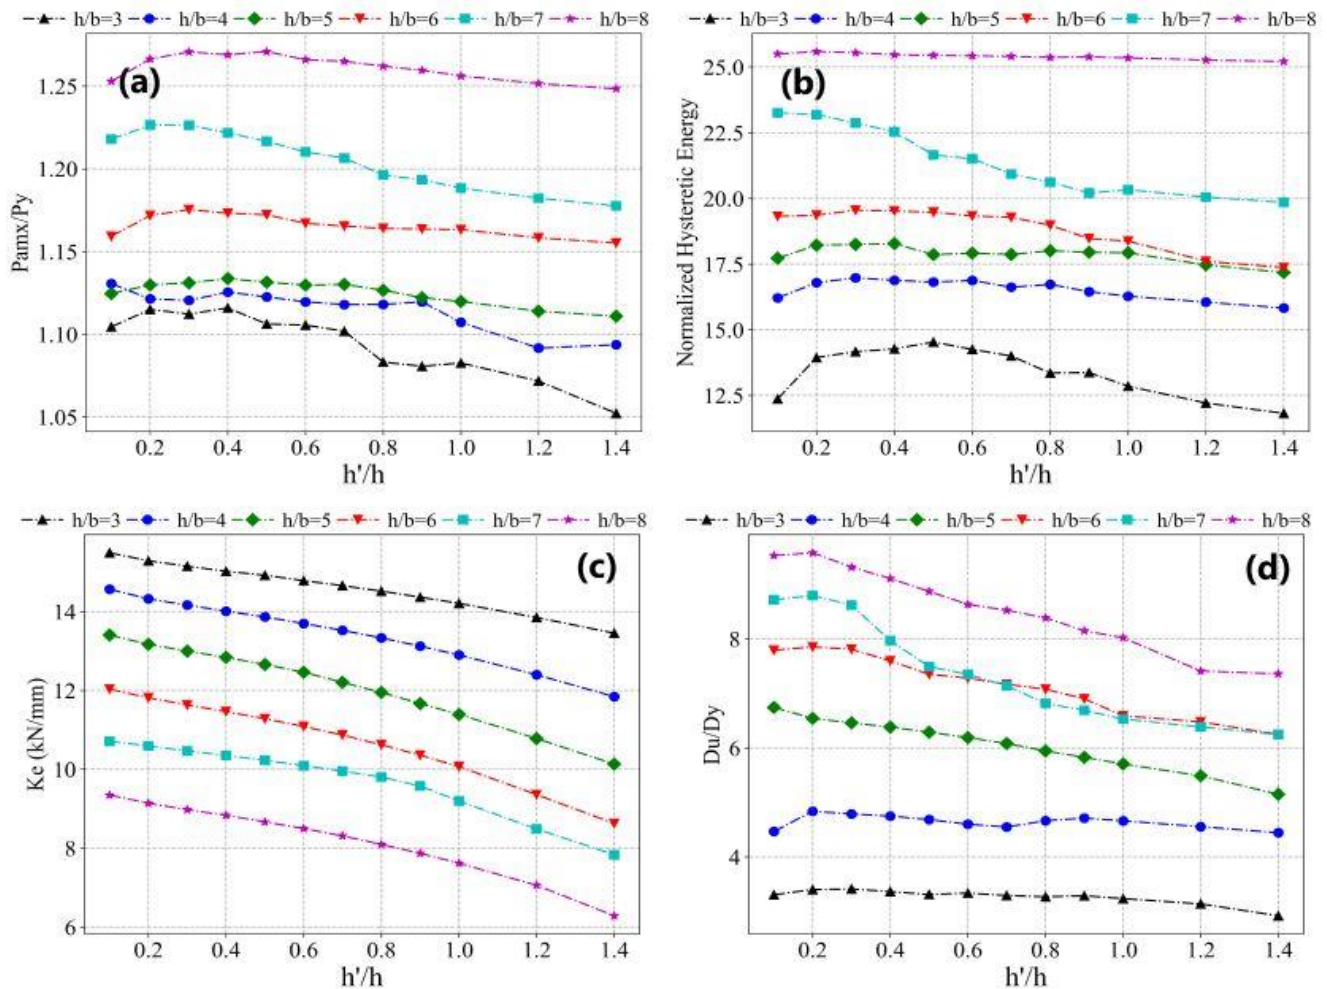 h/b=3 h/b=4 h/b=5 h/b=6 h/b=7 h/b=8
(a)
1.25
1.20
1.15
1.10
1.05
Pamx/Py
0.2 0.4 0.6 0.8 1.0 1.2 1.4
h'/h
h/b=3 h/b=4 h/b=5 h/b=6 h/b=7 h/b=8
(b)
25.0
22.5
20.0
17.5
15.0
12.5
Normalized Hysteretic Energy
0.2 0.4 0.6 0.8 1.0 1.2 1.4
h'/h
h/b=3 h/b=4 h/b=5 h/b=6 h/b=7 h/b=8
(c)
14
12
10
8
6
Ke (kN/mm)
0.2 0.4 0.6 0.8 1.0 1.2 1.4
h'/h
h/b=3 h/b=4 h/b=5 h/b=6 h/b=7 h/b=8
(d)
8
6
4
Du/Dy
0.2 0.4 0.6 0.8 1.0 1.2 1.4
h'/h